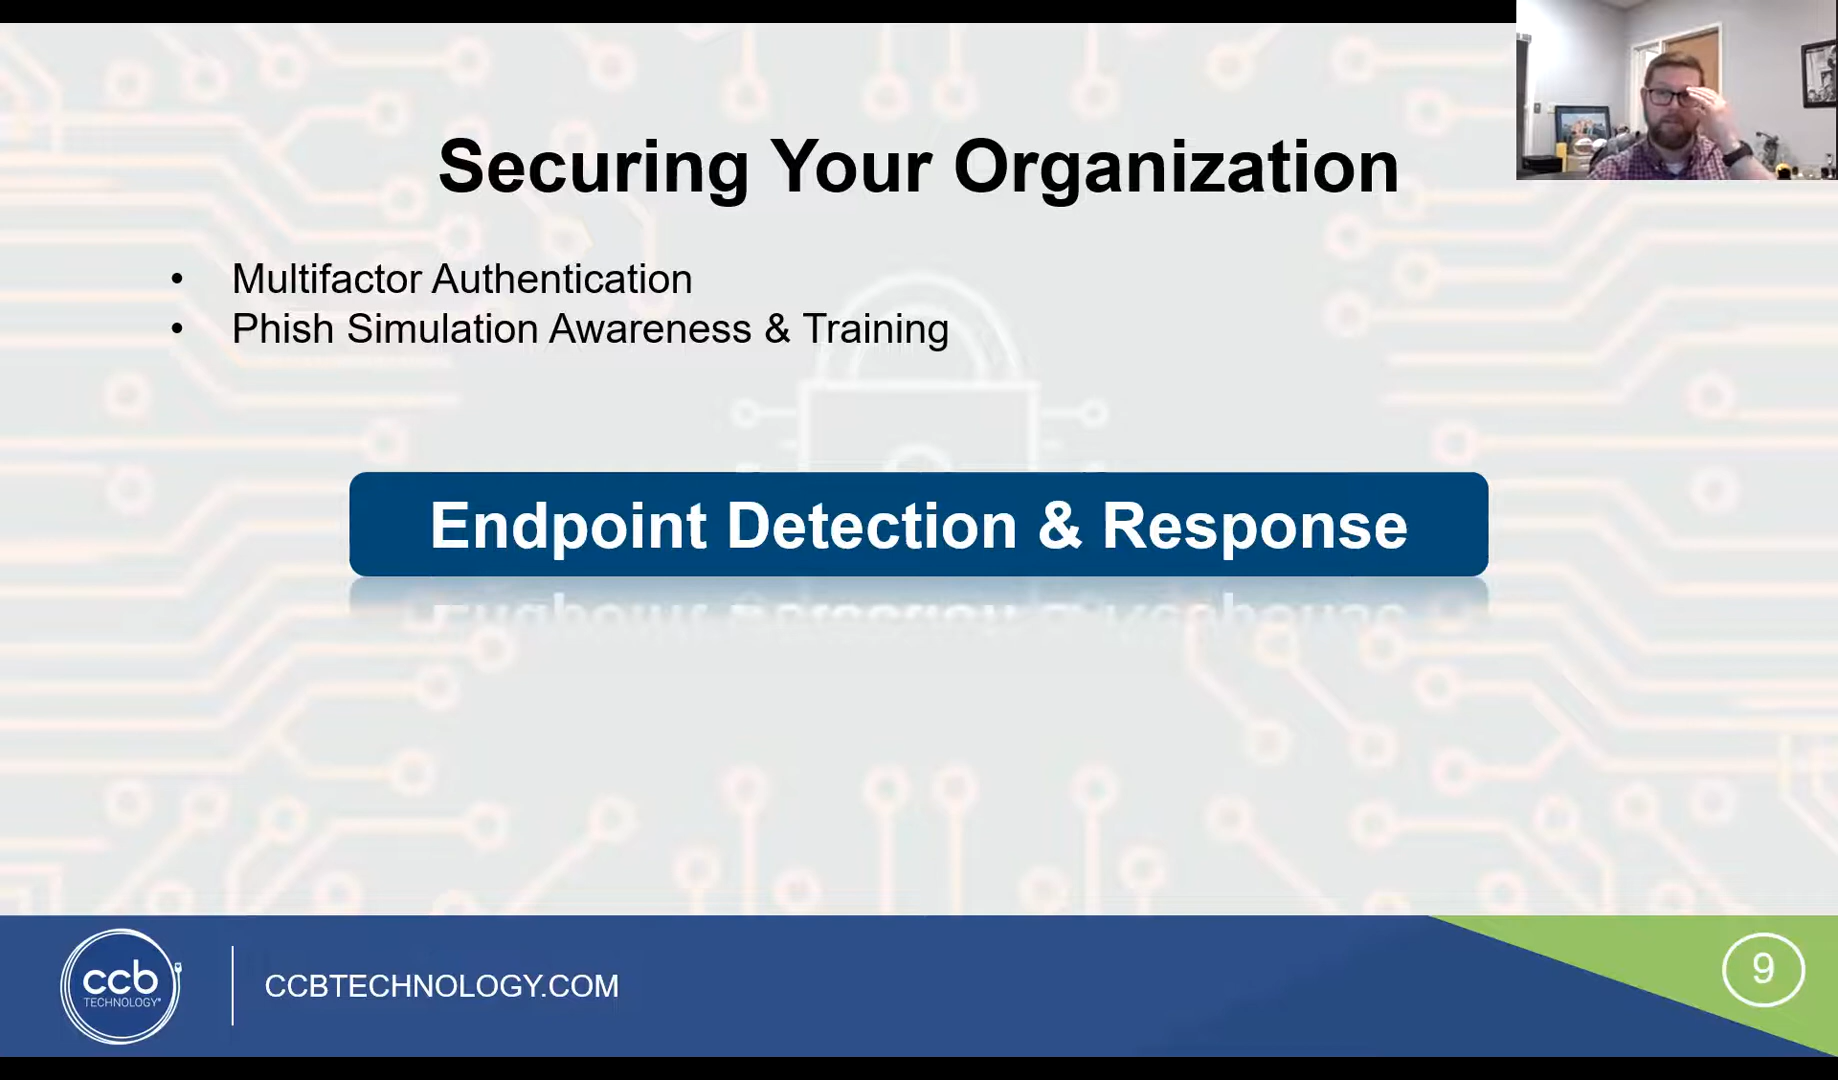 Securing Your Organization
• Multifactor Authentication
• Phish Simulation Awareness & Training
Endpoint Detection & Response
ccb
TECHNOLOGY
CCBTECHNOLOGY.COM
9